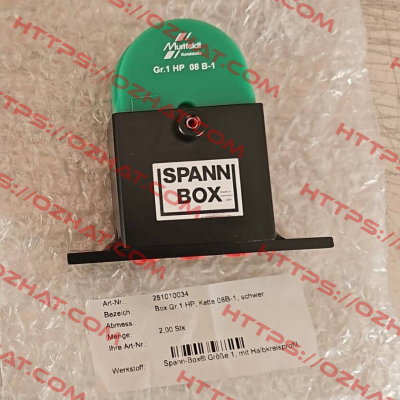 Murtfeldt
Kunststoffe
Gr.1 HP 08 B-1
SPANN
BOX
Art-Nr.: 281010034
Bezeich. Box Gr.1 HP, Kette 08B-1, schwer
Abmess.
Menge: 2,00 Stk
Ihre Art-Nr.:
Werkstoff: Spann-Box® Größe 1, mit Halbkreisprofil
HTTPS://OZHAT.COM